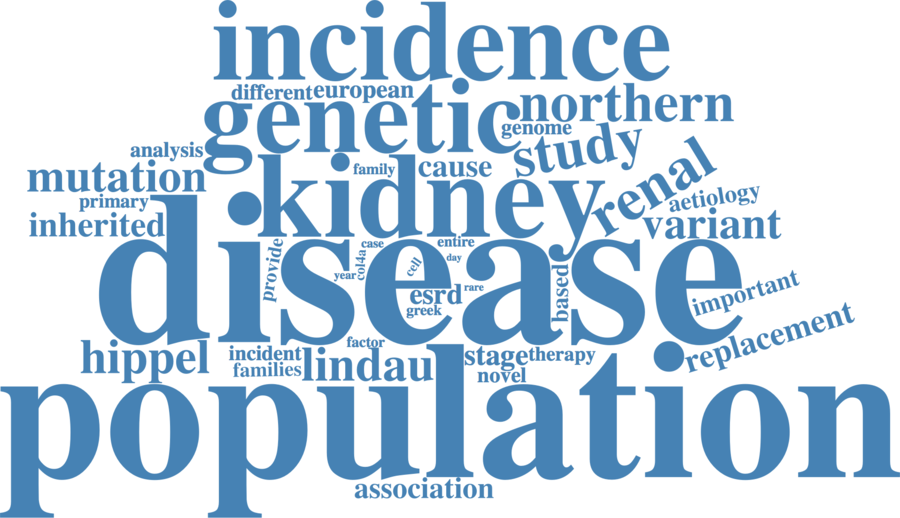 incidence
different
european
genetic
northern
genome
study
analysis
family
cause
renal
mutation
kidney
primary
aetiology
inherited
variant
disease
provide
case
entire
col4a
year
cell
day
esrd
rare
based
greek
important
replacement
hippel
incident
factor
stage
therapy
families
lindau
novel
population
association